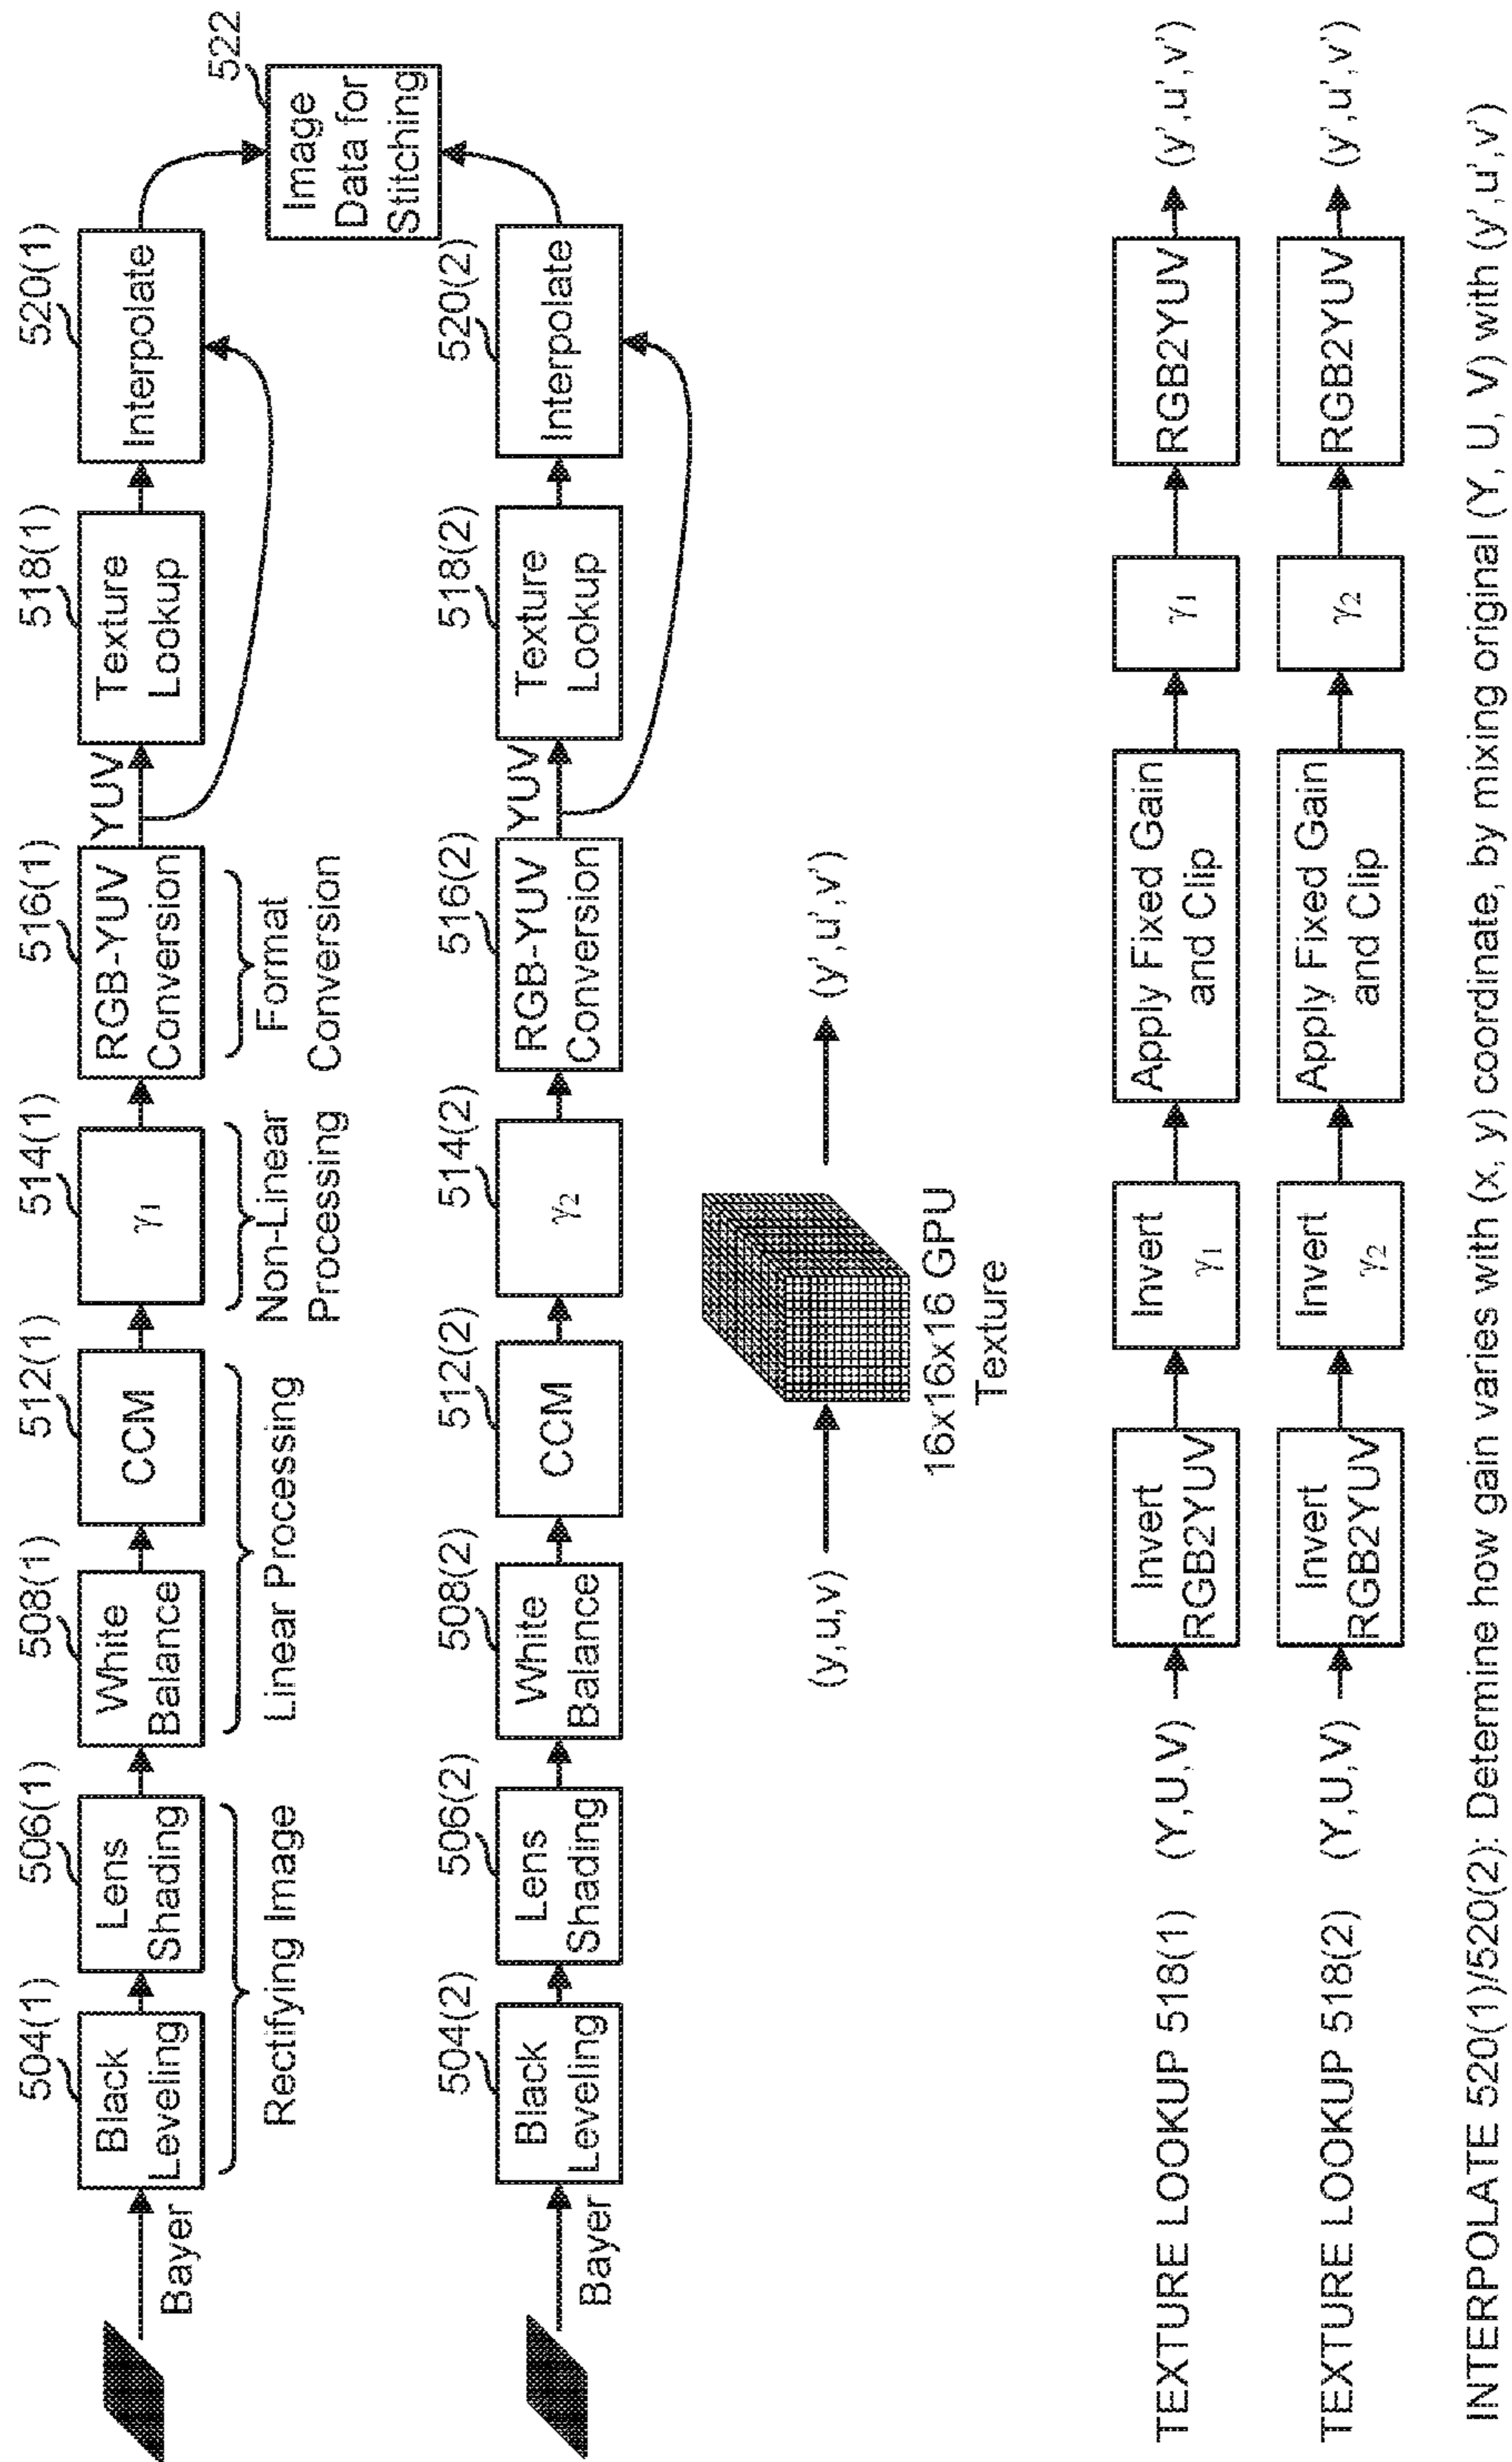 504(1)
506(1)
508(1)
512(1)
514(1)
516(1)
518(1)
520(1)
522
Bayer
Black
Leveling
Lens
Shading
White
Balance
CCM
γ1
RGB-YUV
Conversion
YUV
Texture
Lookup
Interpolate
Image
Data for
Stitching
Rectifying Image
Linear Processing
Non-Linear
Processing
Format
Conversion
504(2)
506(2)
508(2)
512(2)
514(2)
516(2)
518(2)
520(2)
Bayer
Black
Leveling
Lens
Shading
White
Balance
CCM
γ2
RGB-YUV
Conversion
YUV
Texture
Lookup
Interpolate
(y,u,v)
(y',u',v')
16x16x16 GPU
Texture
TEXTURE LOOKUP 518(1)
(Y,U,V)
Invert
RGB2YUV
Invert
γ1
Apply Fixed Gain
and Clip
γ1
RGB2YUV
(y',u',v')
TEXTURE LOOKUP 518(2)
(Y,U,V)
Invert
RGB2YUV
Invert
γ2
Apply Fixed Gain
and Clip
γ2
RGB2YUV
(y',u',v')
INTERPOLATE 520(1)/520(2): Determine how gain varies with (x, y) coordinate, by mixing original (Y, U, V) with (y',u',v')